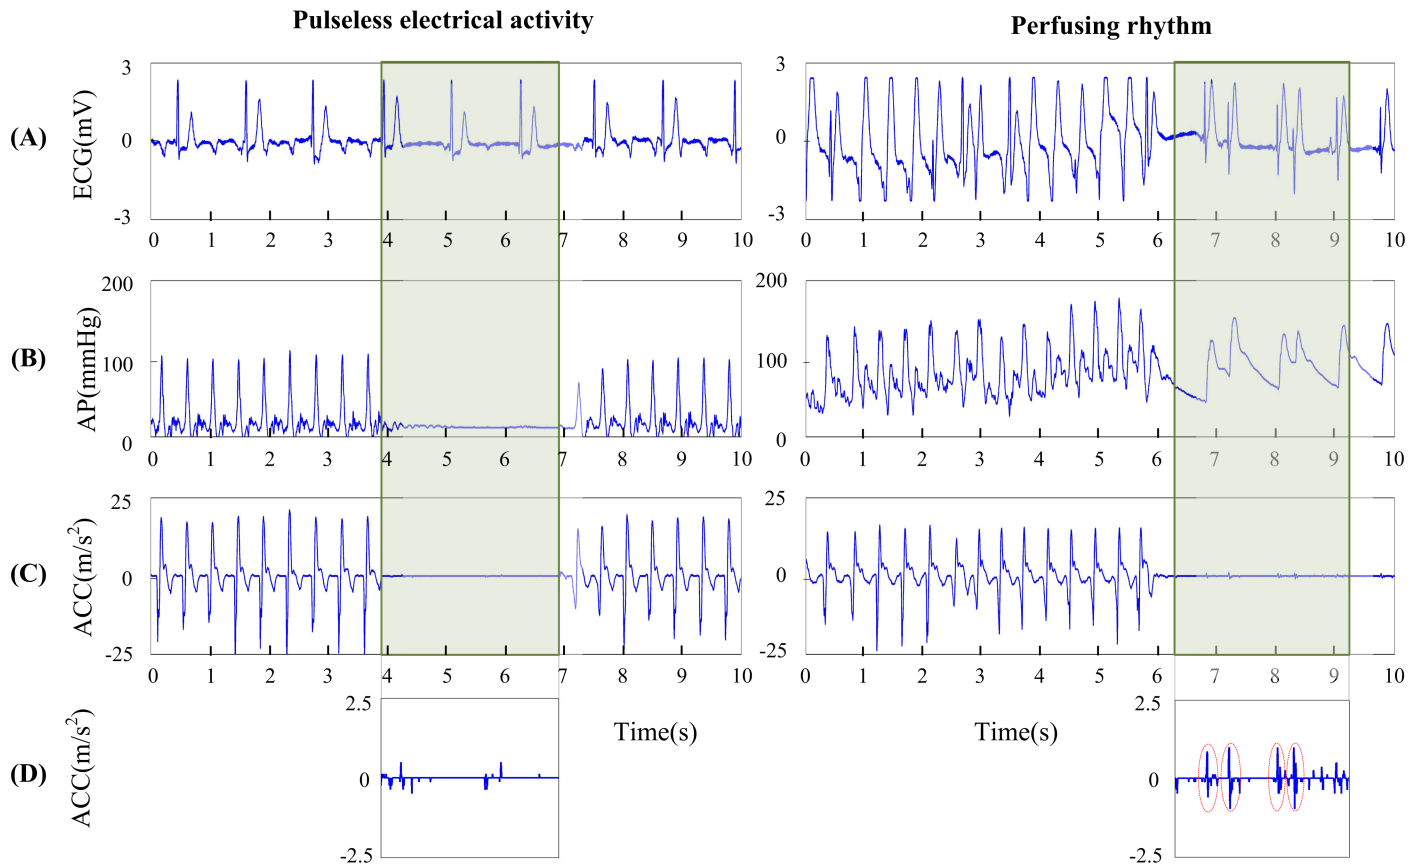 Pulseless electrical activity
Perfusing rhythm
(A)
ECG(mV)
3
0
-3
0 1 2 3 4 5 6 7 8 9 10
3
0
-3
0 1 2 3 4 5 6 7 8 9 10
(B)
AP(mmHg)
200
100
0
0 1 2 3 4 5 6 7 8 9 10
200
100
0
0 1 2 3 4 5 6 7 8 9 10
(C)
ACC(m/s²)
25
0
-25
0 1 2 3 4 5 6 7 8 9 10
25
0
-25
0 1 2 3 4 5 6 7 8 9 10
(D)
ACC(m/s²)
2.5
0
-2.5
Time(s)
Time(s)
2.5
0
-2.5